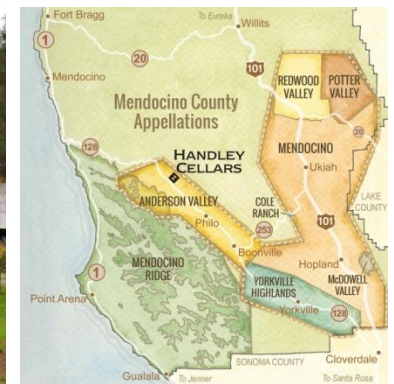 Fort Bragg
To Eureka
Willits
1
20
101
Mendocino
REDWOOD
VALLEY
POTTER
VALLEY
Mendocino County
Appellations
20
MENDOCINO
128
HANDLEY
CELLARS
Ukiah
LAKE
COUNTY
ANDERSON VALLEY
COLE
RANCH
Philo
253
101
Boonville
MENDOCINO
RIDGE
Hopland
1
YORKVILLE
HIGHLANDS
McDOWELL
VALLEY
Point Arena
Yorkville
128
SONOMA COUNTY
Cloverdale
Gualala
To Jenner
To Santa Rosa